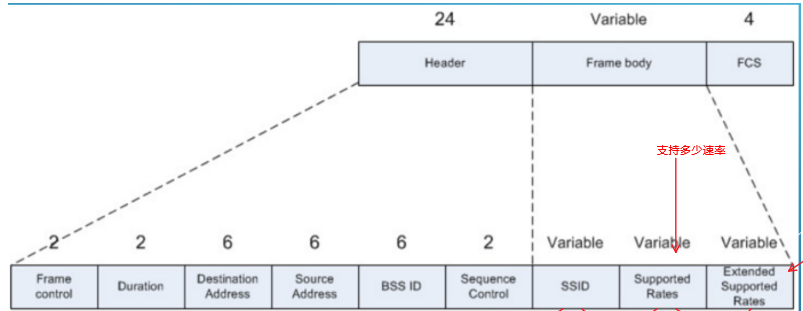 24 Variable 4
Header Frame body FCS
支持多少速率
2 2 6 6 6 2 Variable Variable Variable
Frame control Duration Destination Address Source Address BSS ID Sequence Control SSID Supported Rates Extended Supported Rates